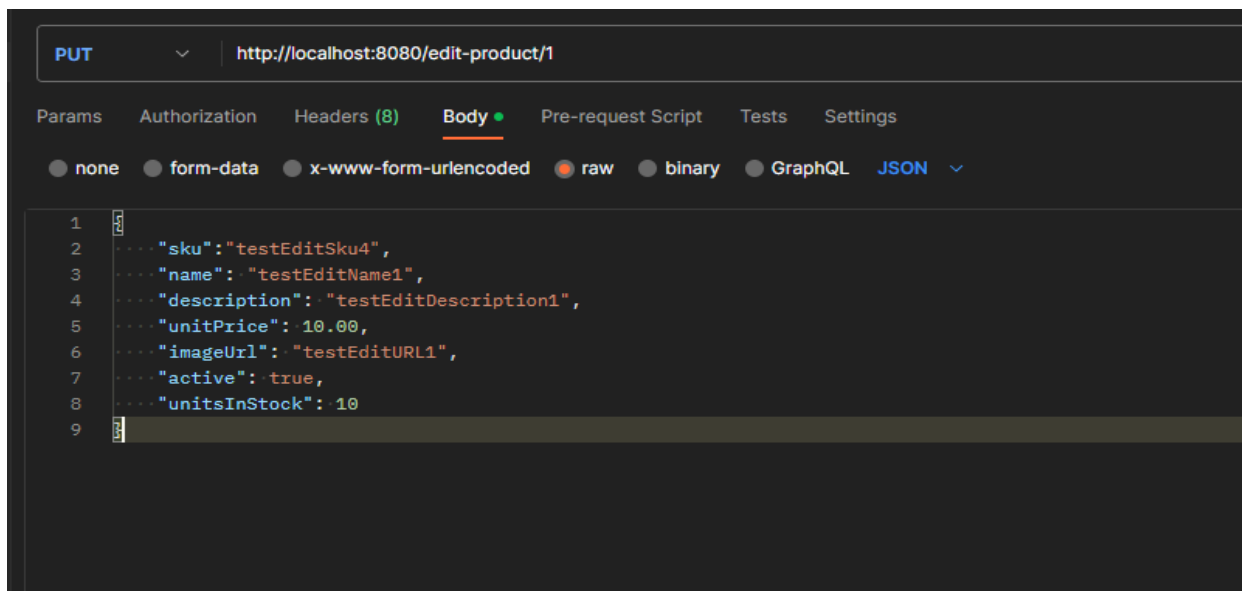 PUT http://localhost:8080/edit-product/1
Params Authorization Headers (8) Body Pre-request Script Tests Settings
none form-data x-www-form-urlencoded raw binary GraphQL JSON
1 {
2 "sku":"testEditSku4",
3 "name": "testEditName1",
4 "description": "testEditDescription1",
5 "unitPrice": 10.00,
6 "imageUrl": "testEditURL1",
7 "active": true,
8 "unitsInStock": 10
9 }